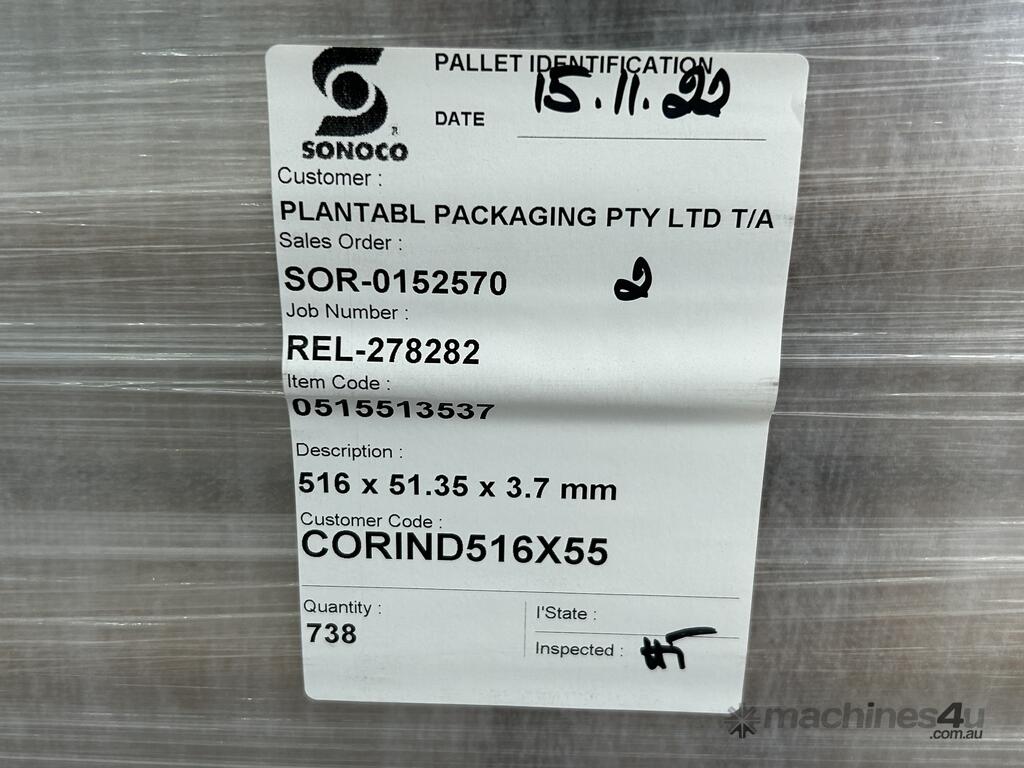 PALLET IDENTIFICATION
DATE 15.11.22
SONOCO
Customer :
PLANTABL PACKAGING PTY LTD T/A
Sales Order :
SOR-0152570
2
Job Number :
REL-278282
Item Code :
0515513537
Description :
516 x 51.35 x 3.7 mm
Customer Code :
CORIND516X55
Quantity :
738
I'State :
Inspected :
machines4u
.com.au